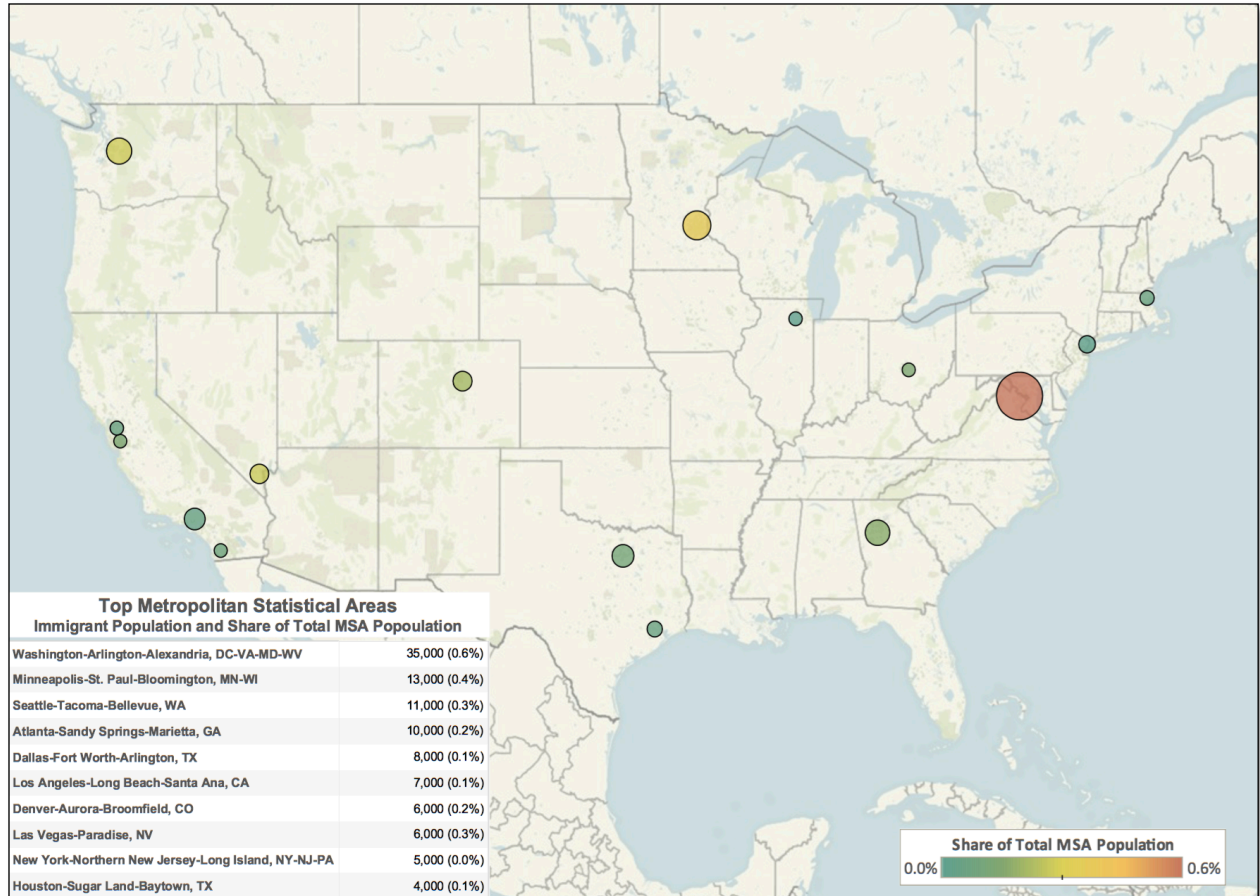 Top Metropolitan Statistical Areas
Immigrant Population and Share of Total MSA Popoulation
Washington-Arlington-Alexandria, DC-VA-MD-WV 35,000 (0.6%)
Minneapolis-St. Paul-Bloomington, MN-WI 13,000 (0.4%)
Seattle-Tacoma-Bellevue, WA 11,000 (0.3%)
Atlanta-Sandy Springs-Marietta, GA 10,000 (0.2%)
Dallas-Fort Worth-Arlington, TX 8,000 (0.1%)
Los Angeles-Long Beach-Santa Ana, CA 7,000 (0.1%)
Denver-Aurora-Broomfield, CO 6,000 (0.2%)
Las Vegas-Paradise, NV 6,000 (0.3%)
New York-Northern New Jersey-Long Island, NY-NJ-PA 5,000 (0.0%)
Houston-Sugar Land-Baytown, TX 4,000 (0.1%)
Share of Total MSA Population
0.0% 0.6%